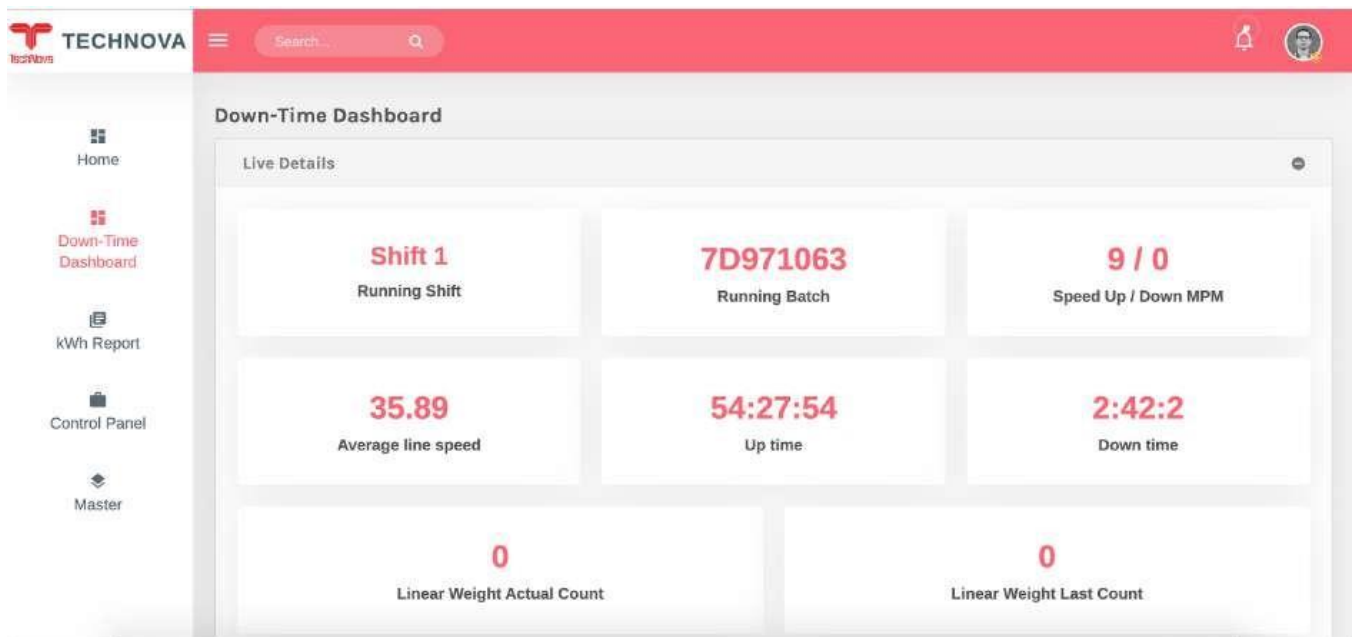 TECHNOVA
TechNova
Search...
Home
Down-Time
Dashboard
kWh Report
Control Panel
Master
Down-Time Dashboard
Live Details
Shift 1
Running Shift
7D971063
Running Batch
9 / 0
Speed Up / Down MPM
35.89
Average line speed
54:27:54
Up time
2:42:2
Down time
0
Linear Weight Actual Count
0
Linear Weight Last Count